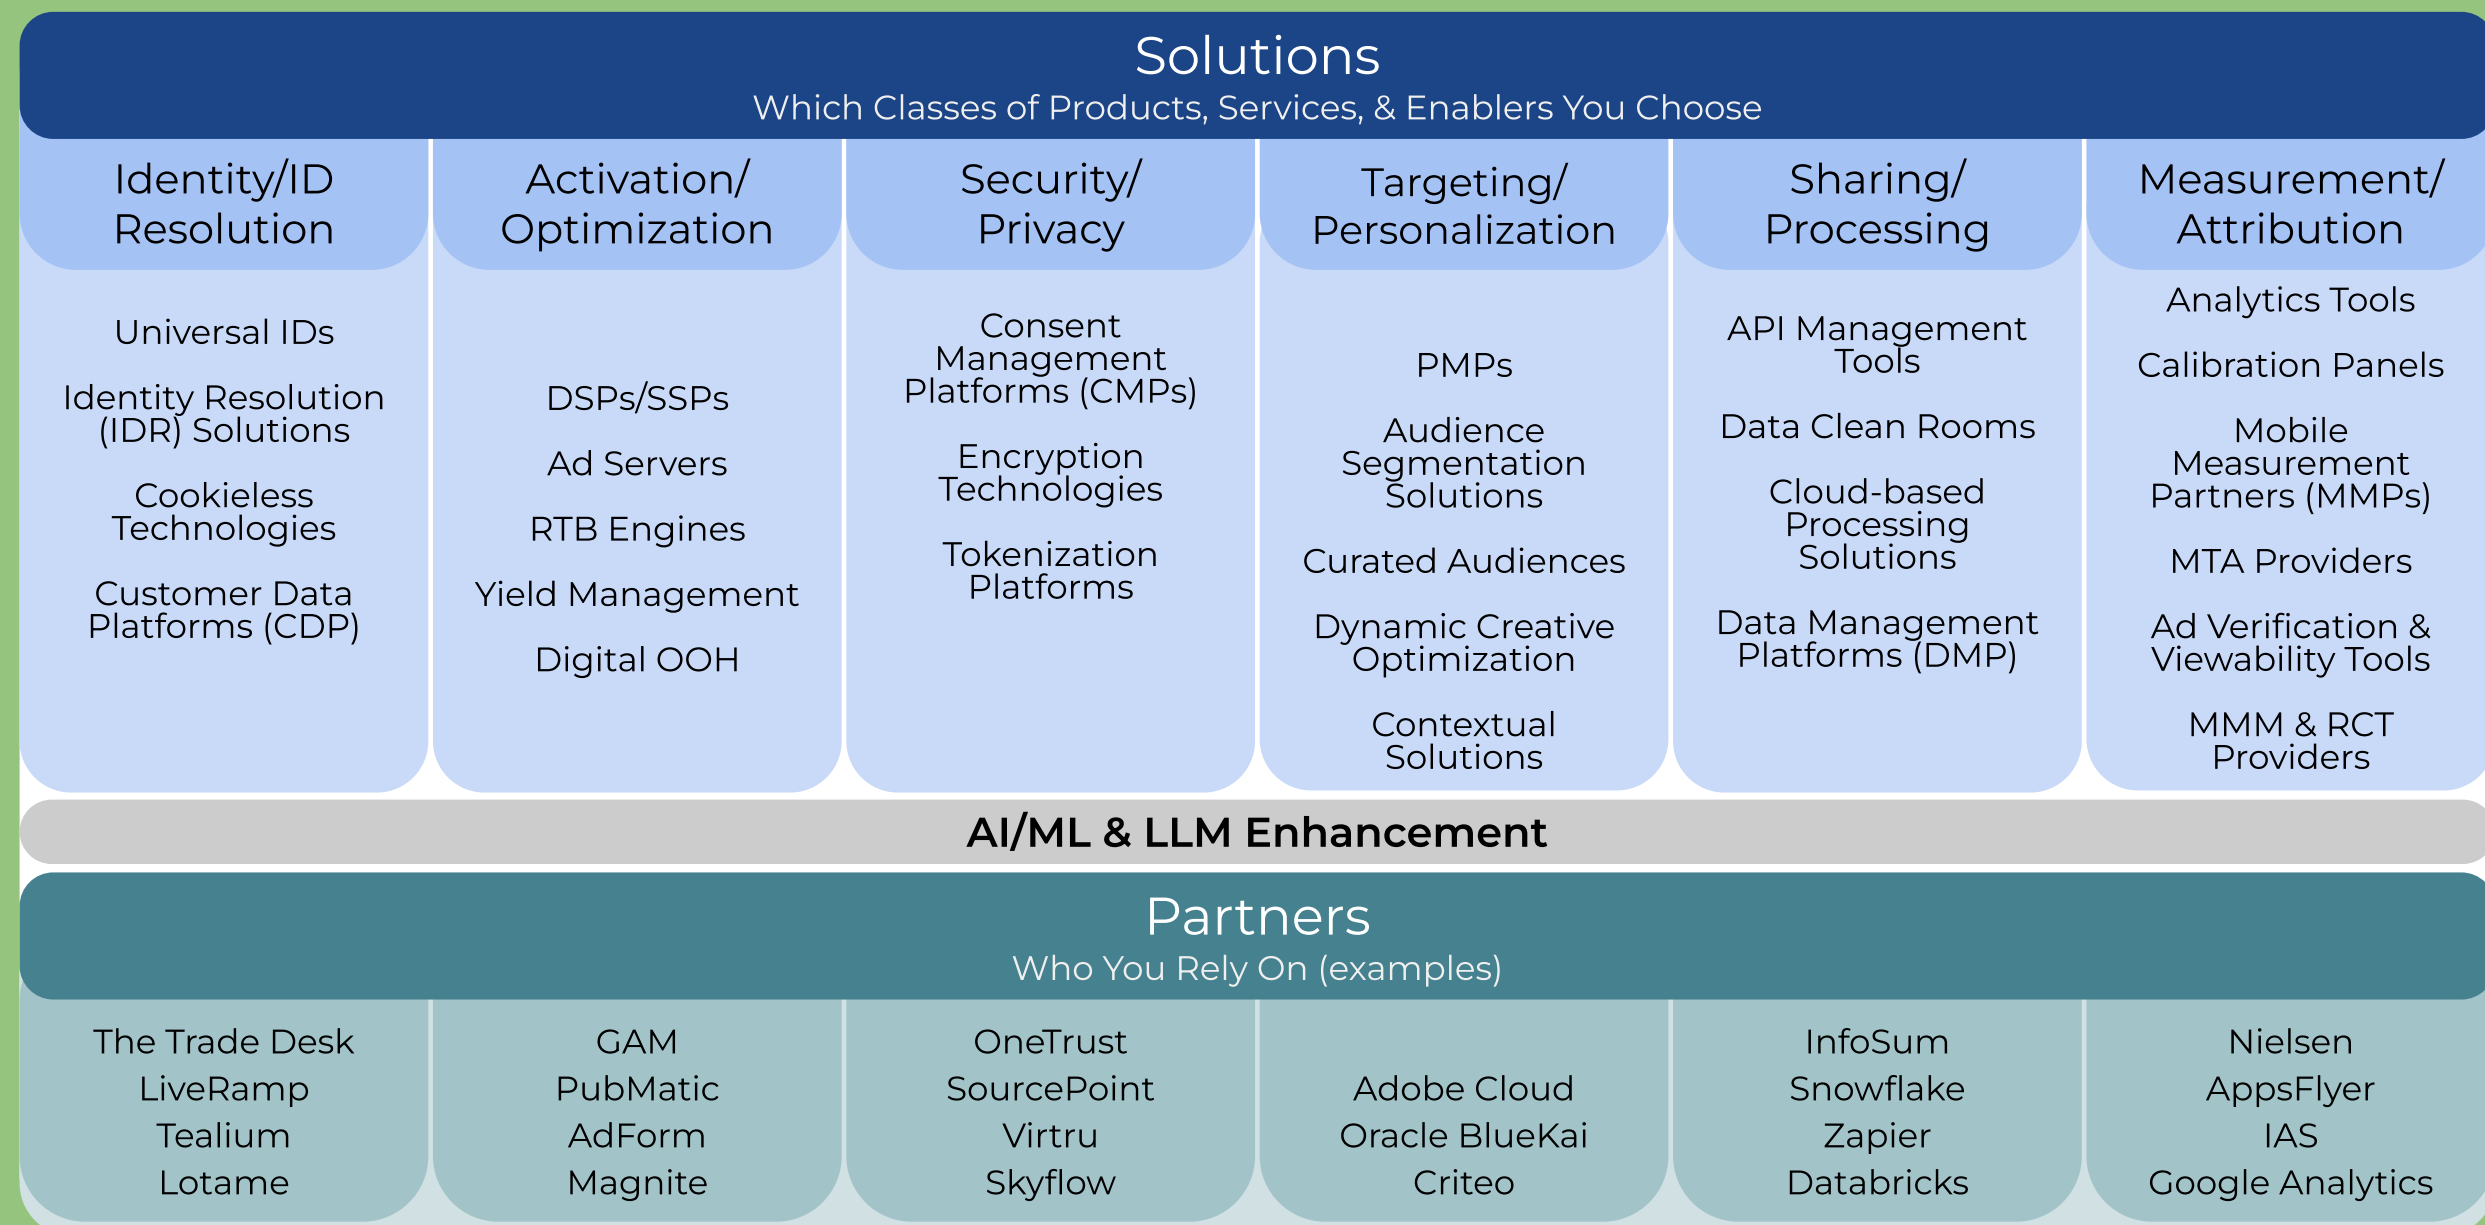 Solutions
Which Classes of Products, Services, & Enablers You Choose
Identity/ID
Resolution
Universal IDs
Identity Resolution
(IDR) Solutions
Cookieless
Technologies
Customer Data
Platforms (CDP)
Activation/
Optimization
DSPs/SSPs
Ad Servers
RTB Engines
Yield Management
Digital OOH
Security/
Privacy
Consent
Management
Platforms (CMPs)
Encryption
Technologies
Tokenization
Platforms
Targeting/
Personalization
PMPs
Audience
Segmentation
Solutions
Curated Audiences
Dynamic Creative
Optimization
Contextual
Solutions
Sharing/
Processing
API Management
Tools
Data Clean Rooms
Cloud-based
Processing
Solutions
Data Management
Platforms (DMP)
Measurement/
Attribution
Analytics Tools
Calibration Panels
Mobile
Measurement
Partners (MMPs)
MTA Providers
Ad Verification &
Viewability Tools
MMM & RCT
Providers
AI/ML & LLM Enhancement
Partners
Who You Rely On (examples)
The Trade Desk
LiveRamp
Tealium
Lotame
GAM
PubMatic
AdForm
Magnite
OneTrust
SourcePoint
Virtru
Skyflow
Adobe Cloud
Oracle BlueKai
Criteo
InfoSum
Snowflake
Zapier
Databricks
Nielsen
AppsFlyer
IAS
Google Analytics